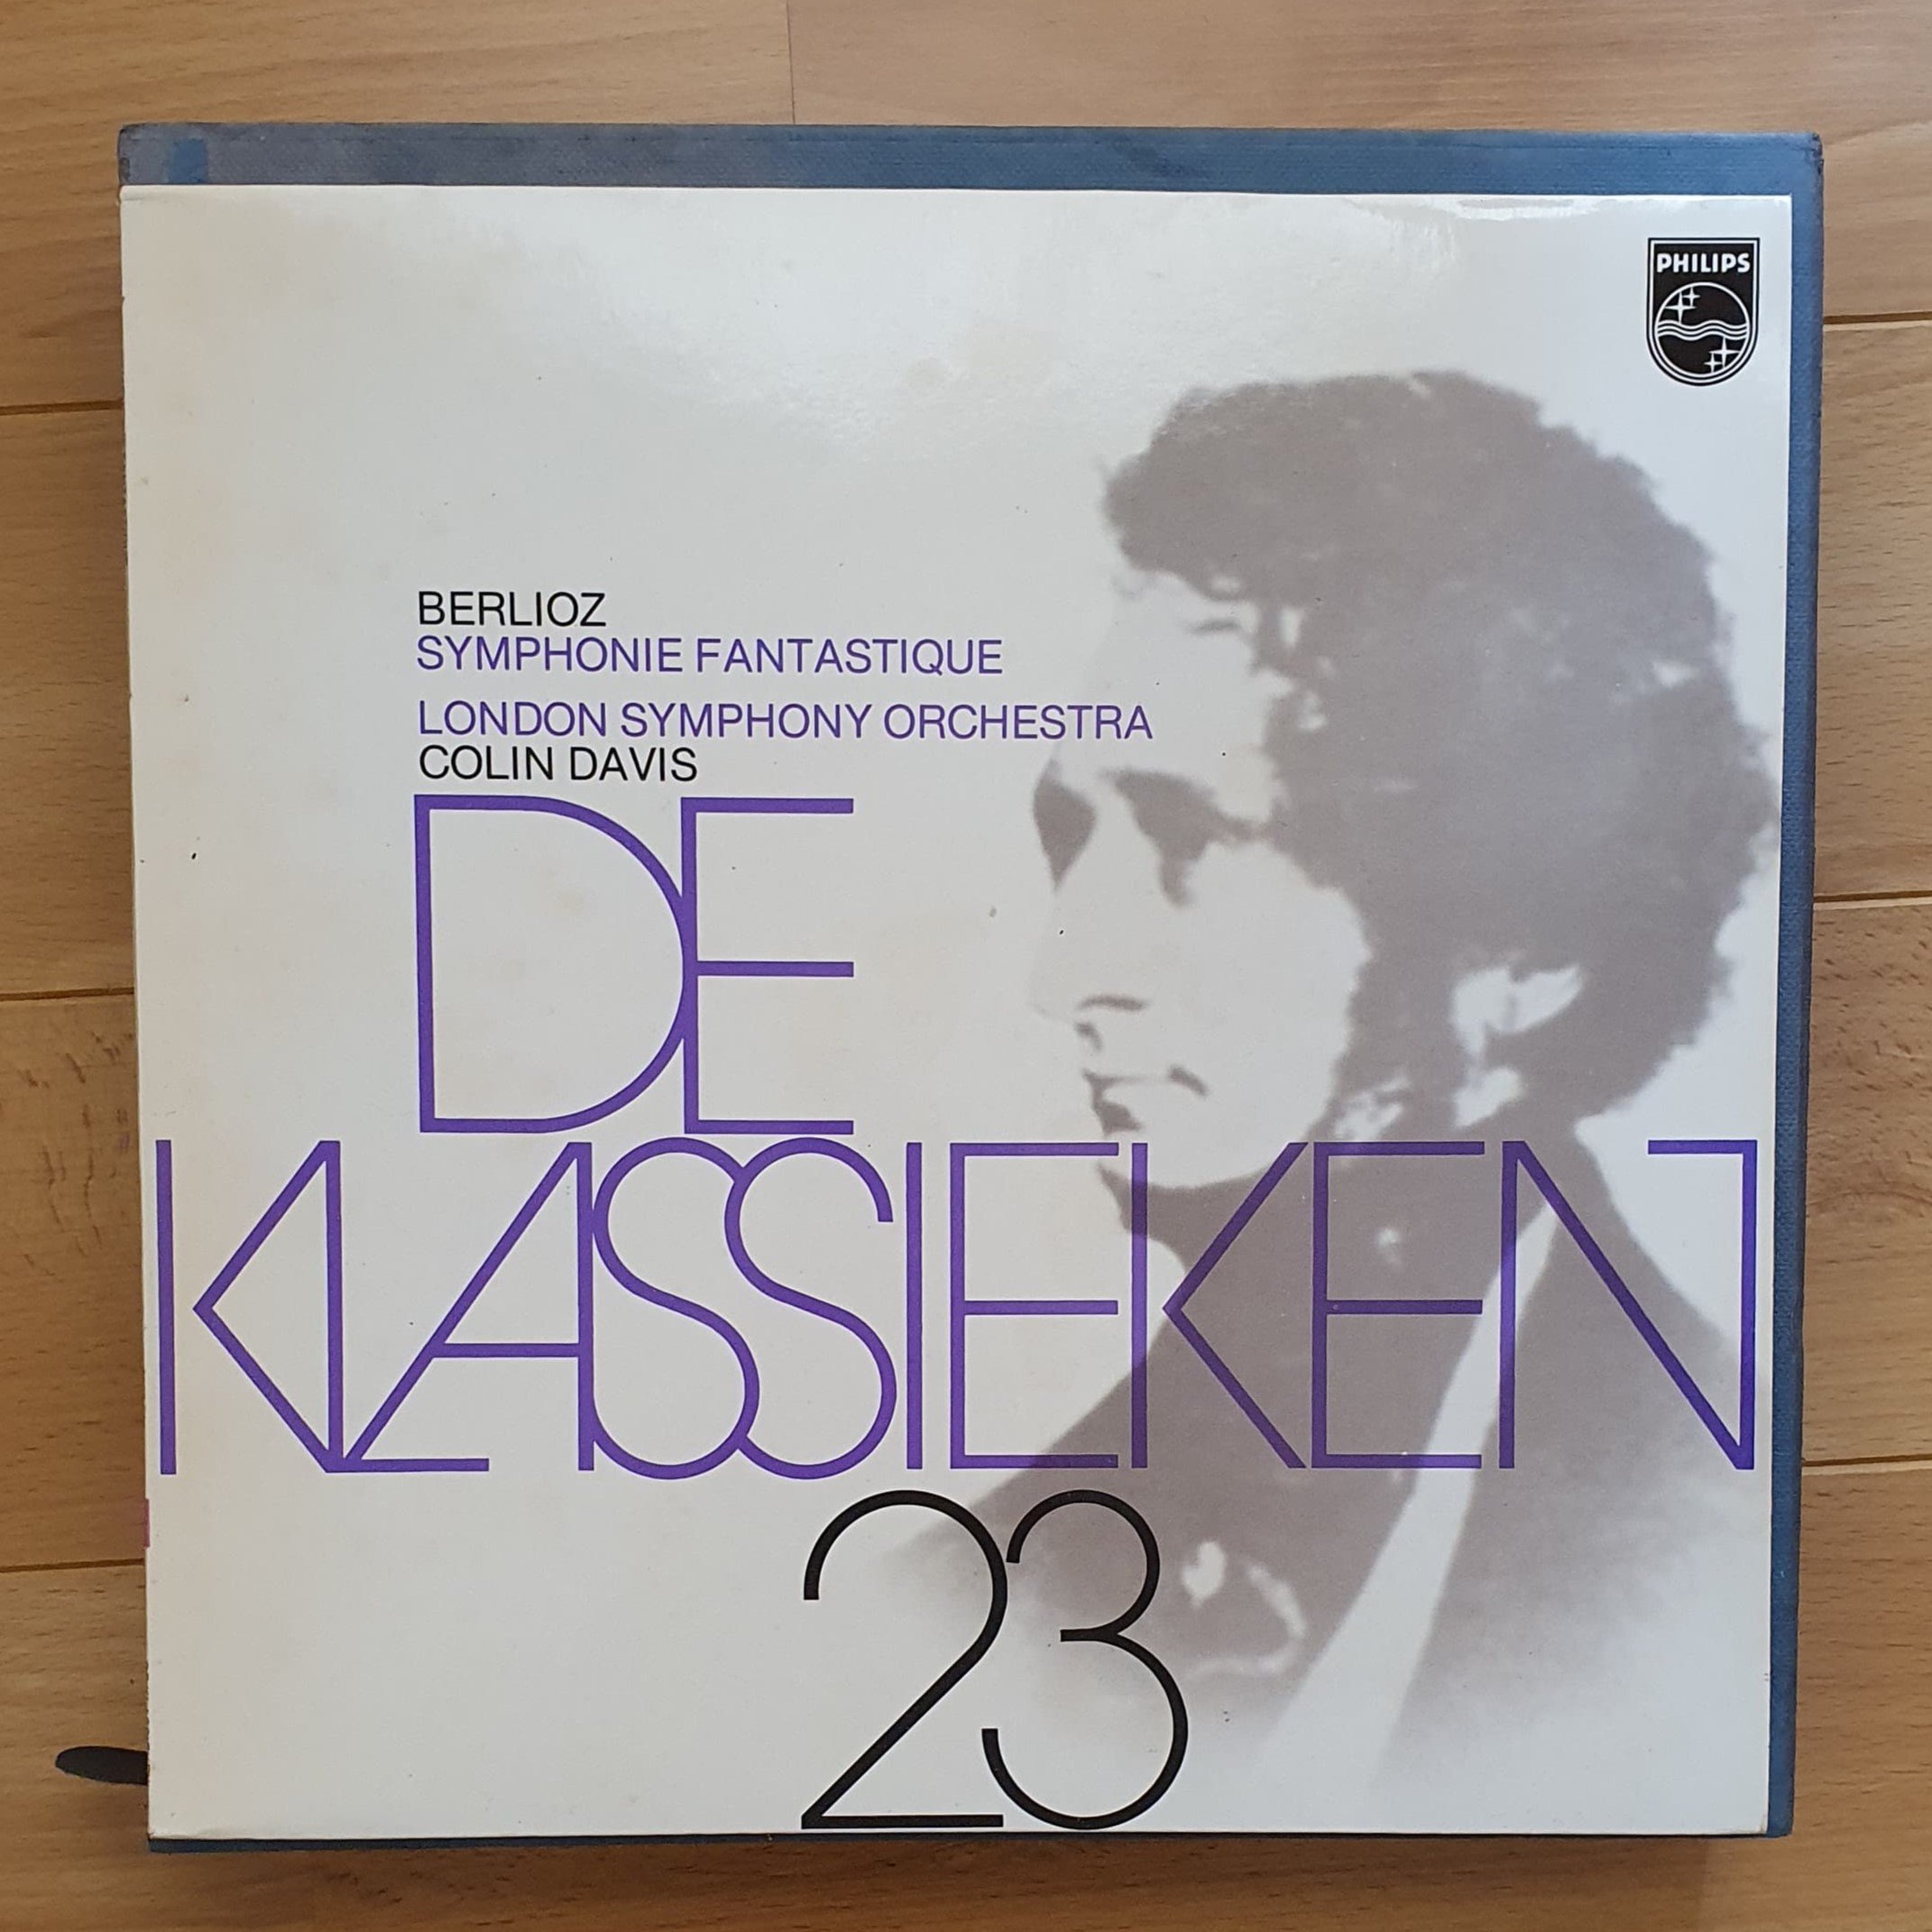 PHILIPS
BERLIOZ
SYMPHONIE FANTASTIQUE
LONDON SYMPHONY ORCHESTRA
COLIN DAVIS
DE
KLASSIEKEN
23